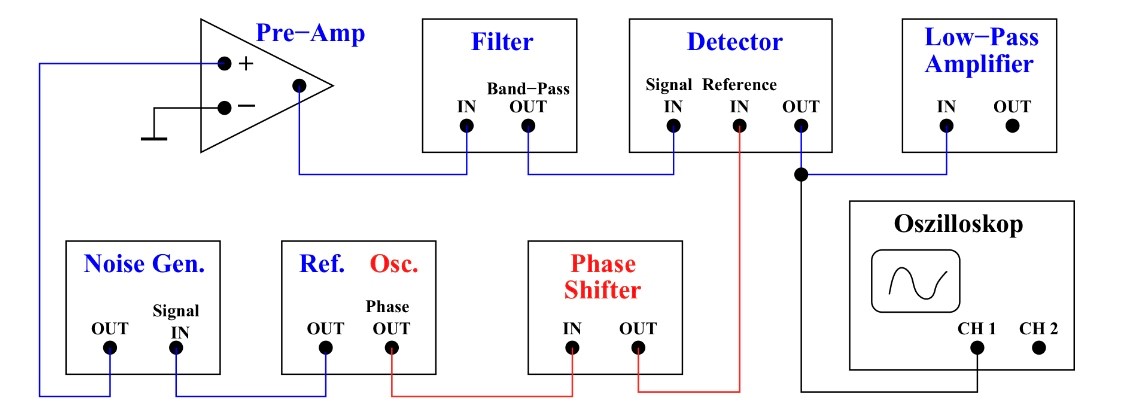 Pre−Amp
+
−
Filter
Band−Pass
IN OUT
Detector
Signal Reference
IN IN OUT
Low−Pass
Amplifier
IN OUT
Noise Gen.
Signal
OUT IN
Ref. Osc.
Phase
OUT OUT
Phase
Shifter
IN OUT
Oszilloskop
CH 1 CH 2